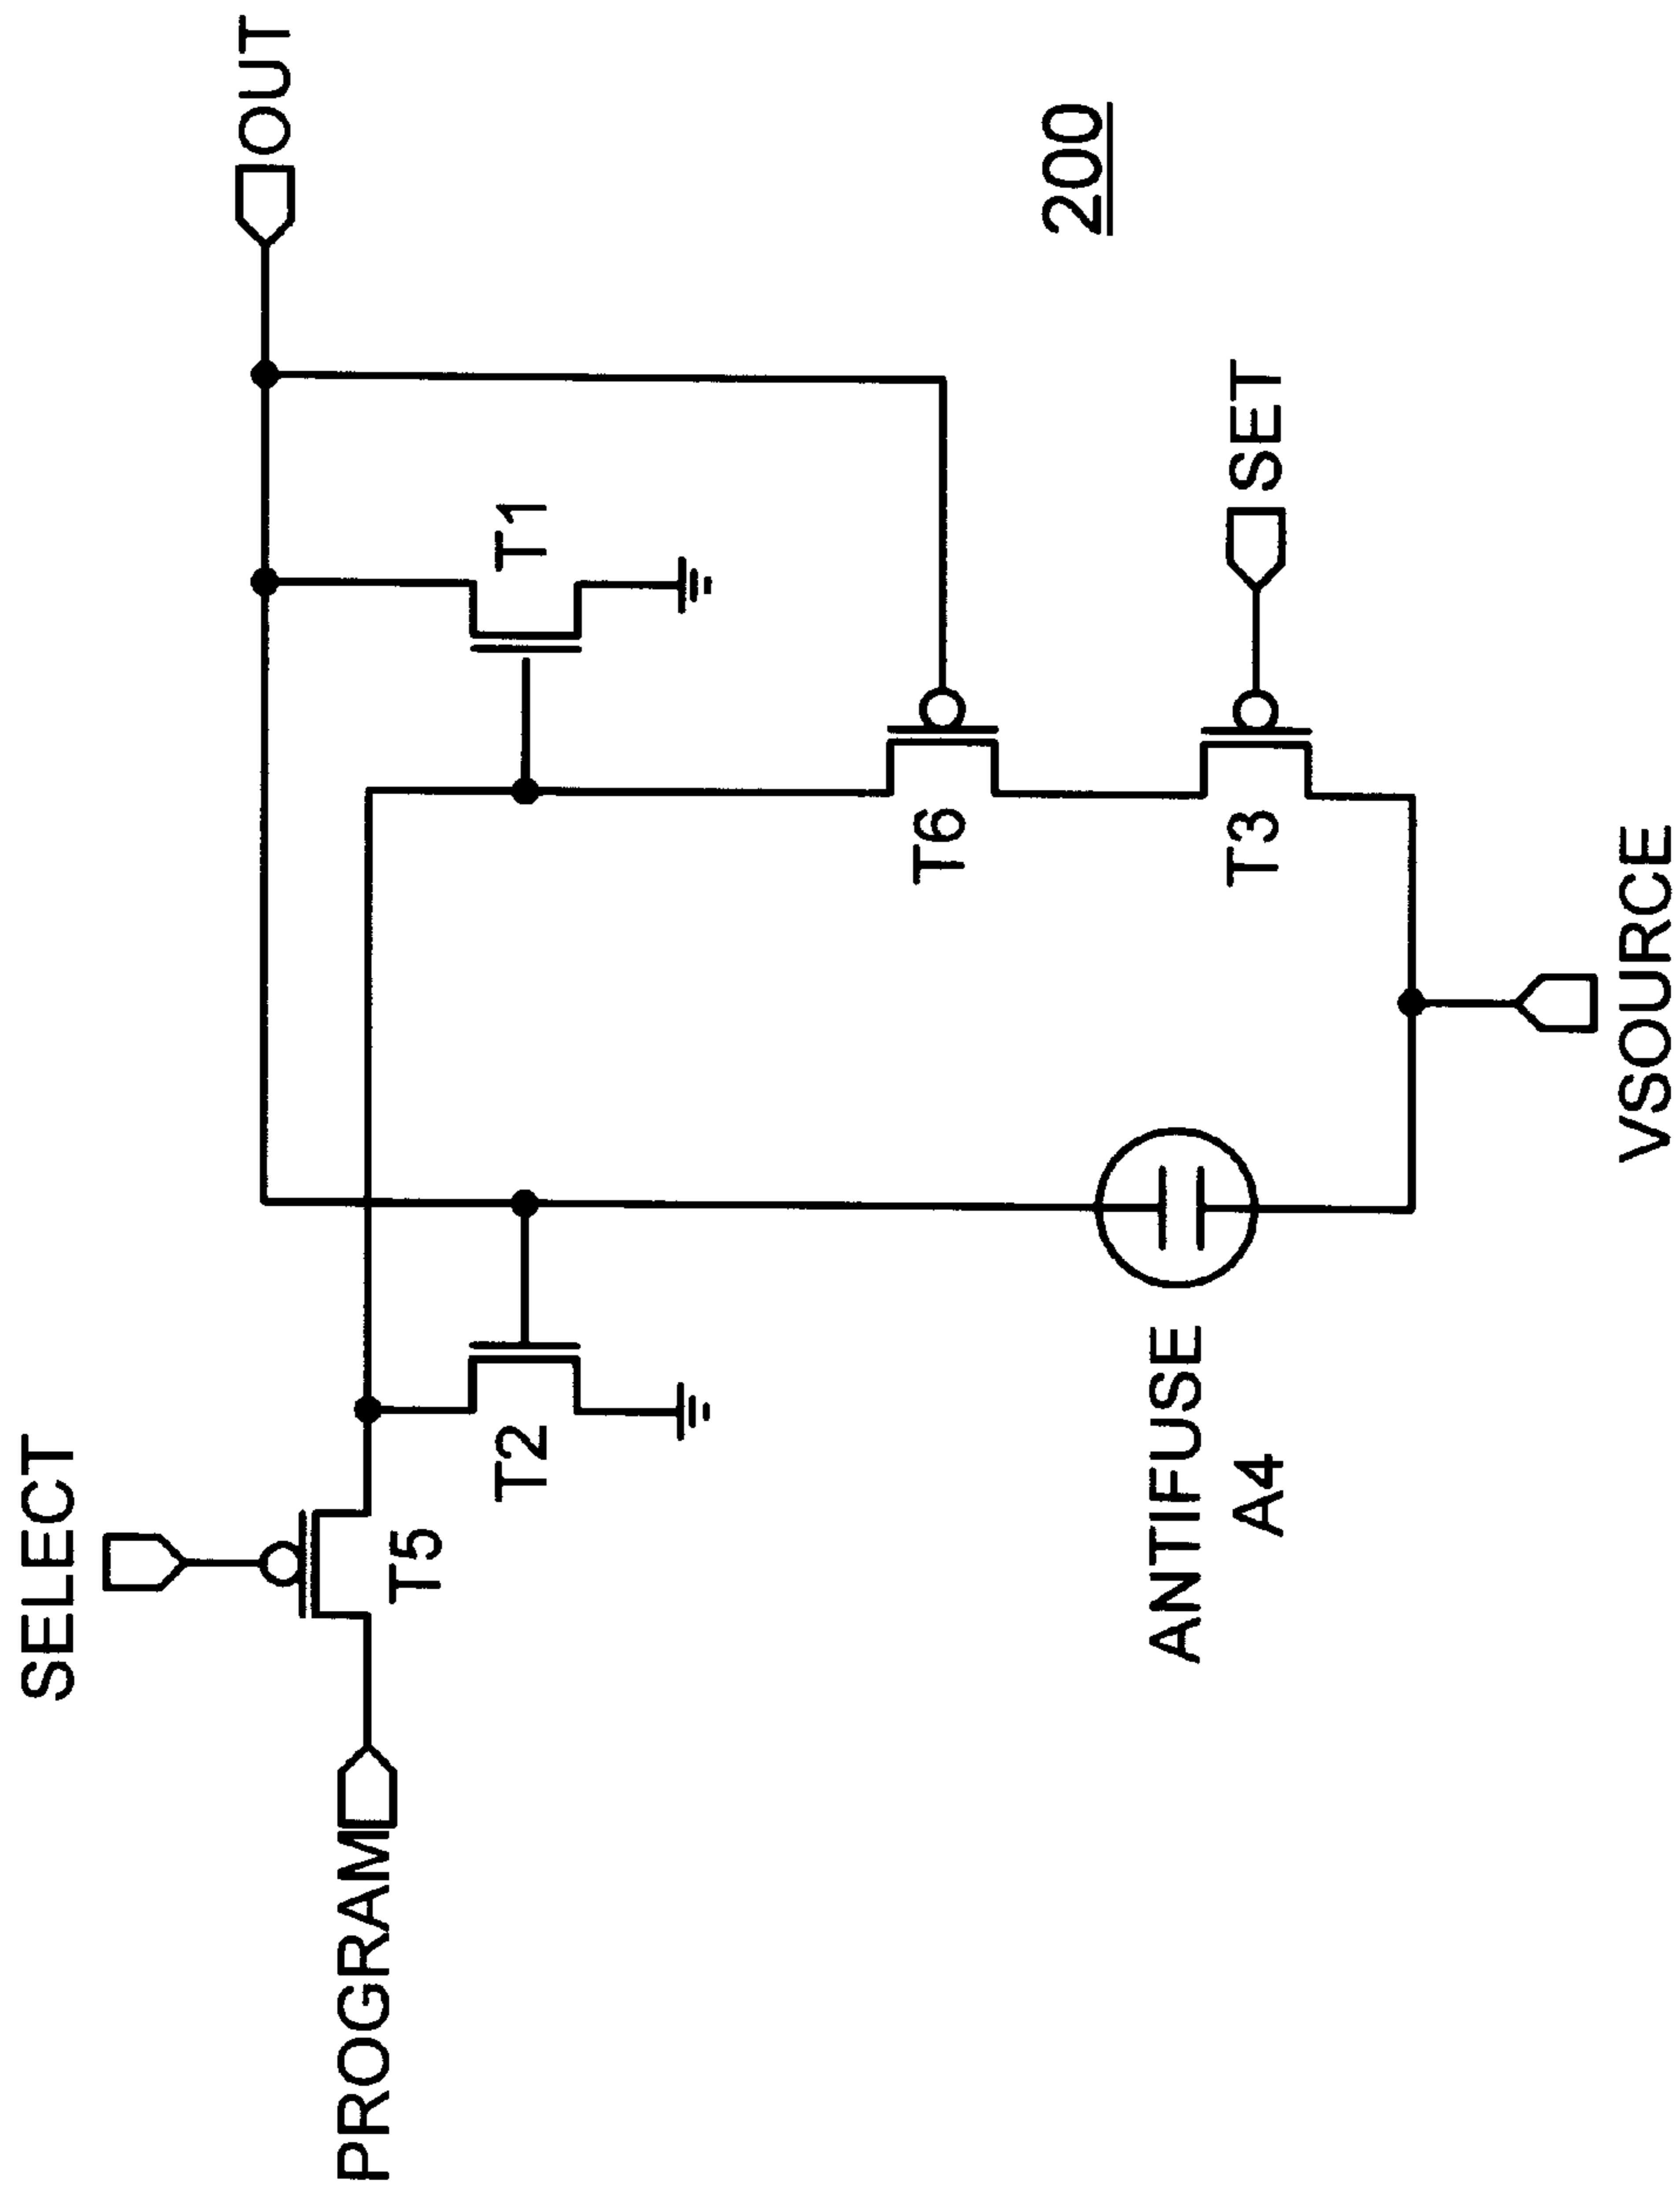 SELECT
PROGRAM
OUT
T5
T2
T1
T6
T3
SET
ANTIFUSE
A4
VSOURCE
200